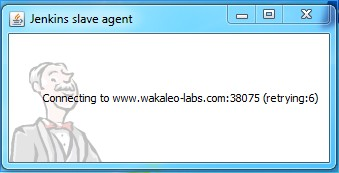 Jenkins slave agent
Connecting to www.wakaleo-labs.com:38075 (retrying:6)